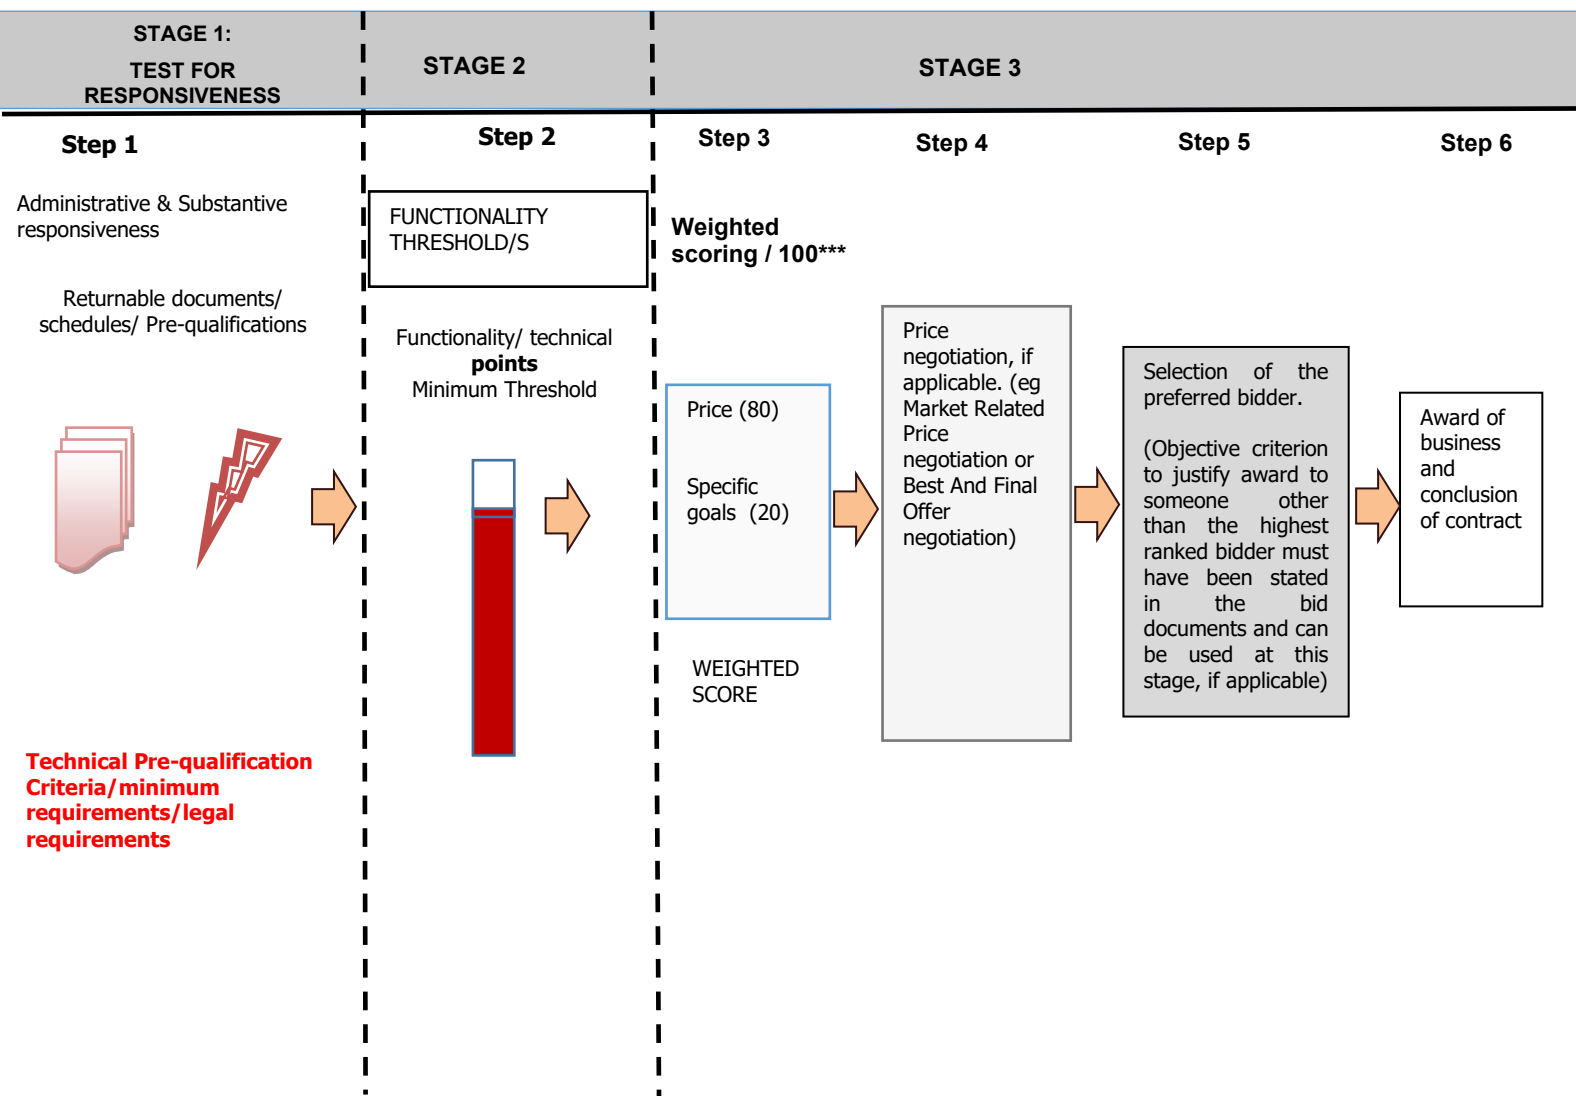 STAGE 1:
TEST FOR
RESPONSIVENESS
STAGE 2
STAGE 3
Step 1
Step 2
Step 3
Step 4
Step 5
Step 6
Administrative & Substantive
responsiveness
Returnable documents/
schedules/ Pre-qualifications
Technical Pre-qualification
Criteria/minimum
requirements/legal
requirements
FUNCTIONALITY
THRESHOLD/S
Functionality/ technical
points
Minimum Threshold
Weighted
scoring / 100***
Price (80)
Specific
goals (20)
WEIGHTED
SCORE
Price
negotiation, if
applicable. (eg
Market Related
Price
negotiation or
Best And Final
Offer
negotiation)
Selection of the
preferred bidder.
(Objective criterion
to justify award to
someone other
than the highest
ranked bidder must
have been stated
in the bid
documents and can
be used at this
stage, if applicable)
Award of
business
and
conclusion
of contract